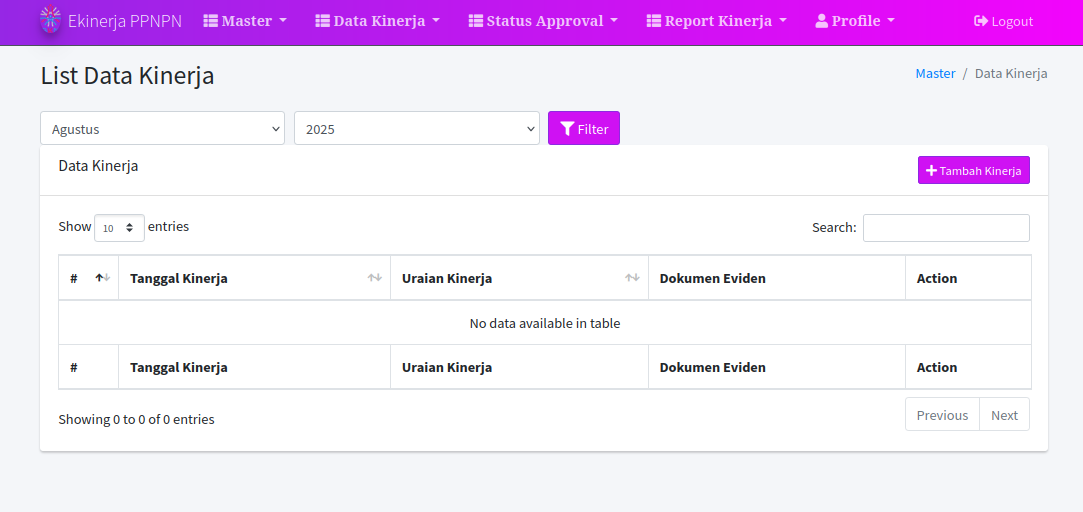 Ekinerja PPNPN Master Data Kinerja Status Approval Report Kinerja Profile Logout
List Data Kinerja Master / Data Kinerja
Agustus 2025 Filter
Data Kinerja Tambah Kinerja
Show 10 entries Search:
# Tanggal Kinerja Uraian Kinerja Dokumen Eviden Action
No data available in table
# Tanggal Kinerja Uraian Kinerja Dokumen Eviden Action
Showing 0 to 0 of 0 entries Previous Next